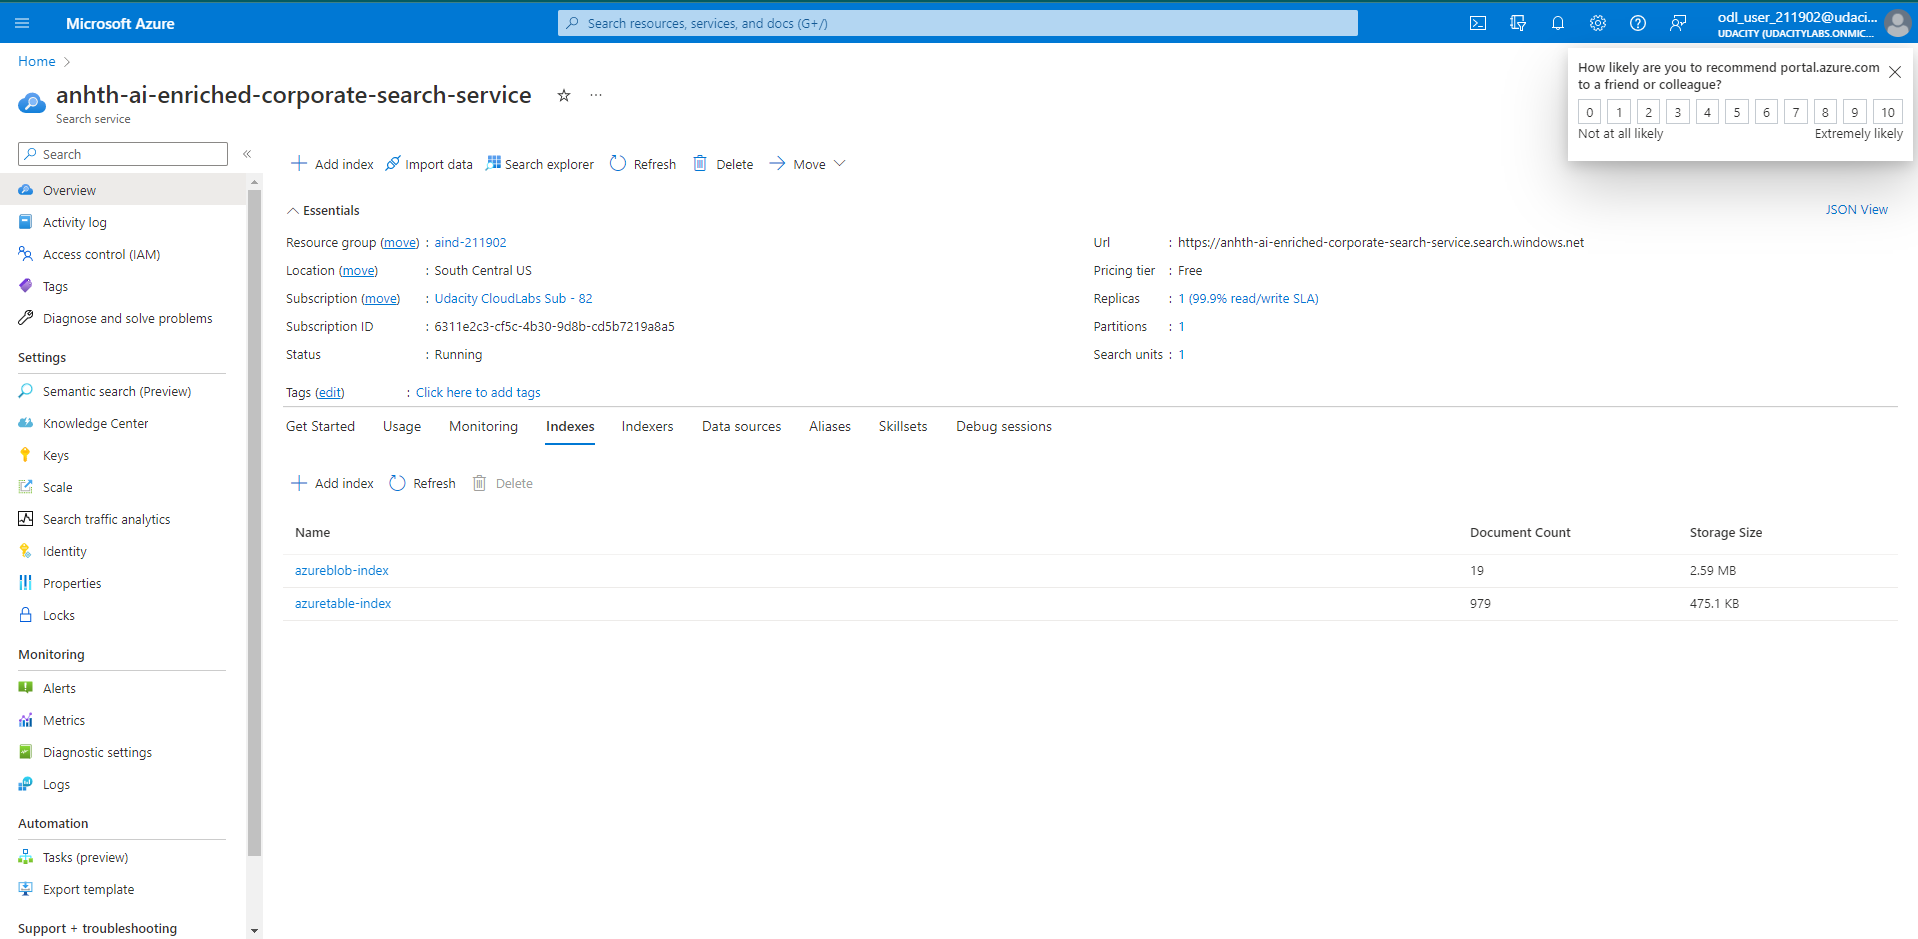 Microsoft Azure
Search resources, services, and docs (G+/)
odl_user_211902@udaci...
UDACITY (UDACITYLABS.ONMIC...
Home
anhth-ai-enriched-corporate-search-service
Search service
How likely are you to recommend portal.azure.com
to a friend or colleague?
0 1 2 3 4 5 6 7 8 9 10
Not at all likely Extremely likely
Search
Overview
Activity log
Access control (IAM)
Tags
Diagnose and solve problems
Settings
Semantic search (Preview)
Knowledge Center
Keys
Scale
Search traffic analytics
Identity
Properties
Locks
Monitoring
Alerts
Metrics
Diagnostic settings
Logs
Automation
Tasks (preview)
Export template
Support + troubleshooting
Add index Import data Search explorer Refresh Delete Move
Essentials JSON View
Resource group (move) : aind-211902
Location (move) : South Central US
Subscription (move) : Udacity CloudLabs Sub - 82
Subscription ID : 6311e2c3-cf5c-4b30-9d8b-cd5b7219a8a5
Status : Running
Url : https://anhth-ai-enriched-corporate-search-service.search.windows.net
Pricing tier : Free
Replicas : 1 (99.9% read/write SLA)
Partitions : 1
Search units : 1
Tags (edit) : Click here to add tags
Get Started Usage Monitoring Indexes Indexers Data sources Aliases Skillsets Debug sessions
Add index Refresh Delete
Name Document Count Storage Size
azureblob-index 19 2.59 MB
azuretable-index 979 475.1 KB